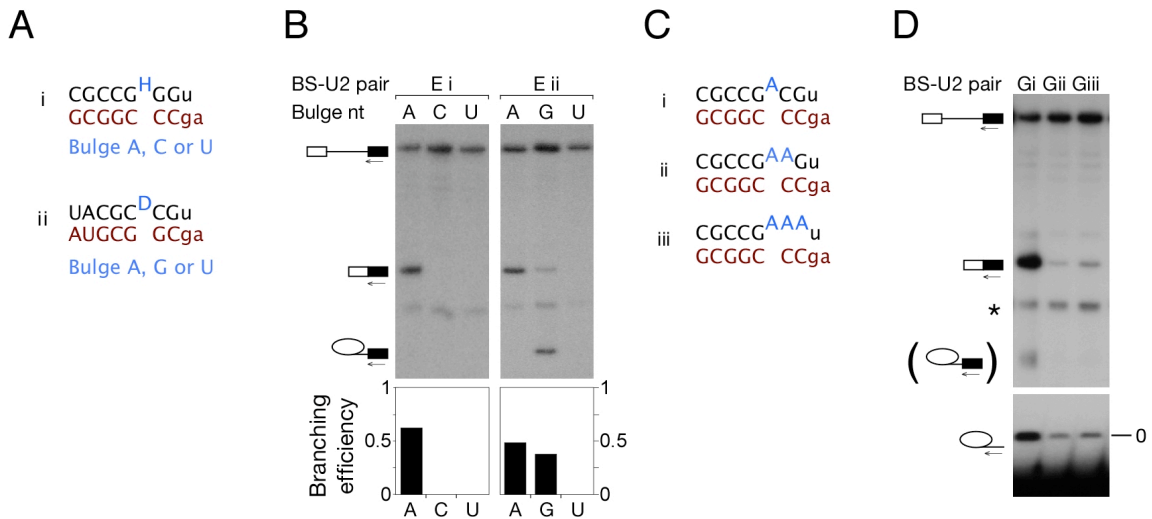 A
i
CGCCG H GGu
GCGGC CCga
Bulge A, C or U
ii
UACGC D CGu
AUGCG GCga
Bulge A, G or U
B
BS-U2 pair E i E ii
Bulge nt A C U A G U
Branching efficiency
1 1
0.5 0.5
0 0
A C U A G U
C
i
CGCCG A CGu
GCGGC CCga
ii
CGCCG AA Gu
GCGGC CCga
iii
CGCCG AAA u
GCGGC CCga
D
BS-U2 pair Gi Gii Giii
*
( )
0